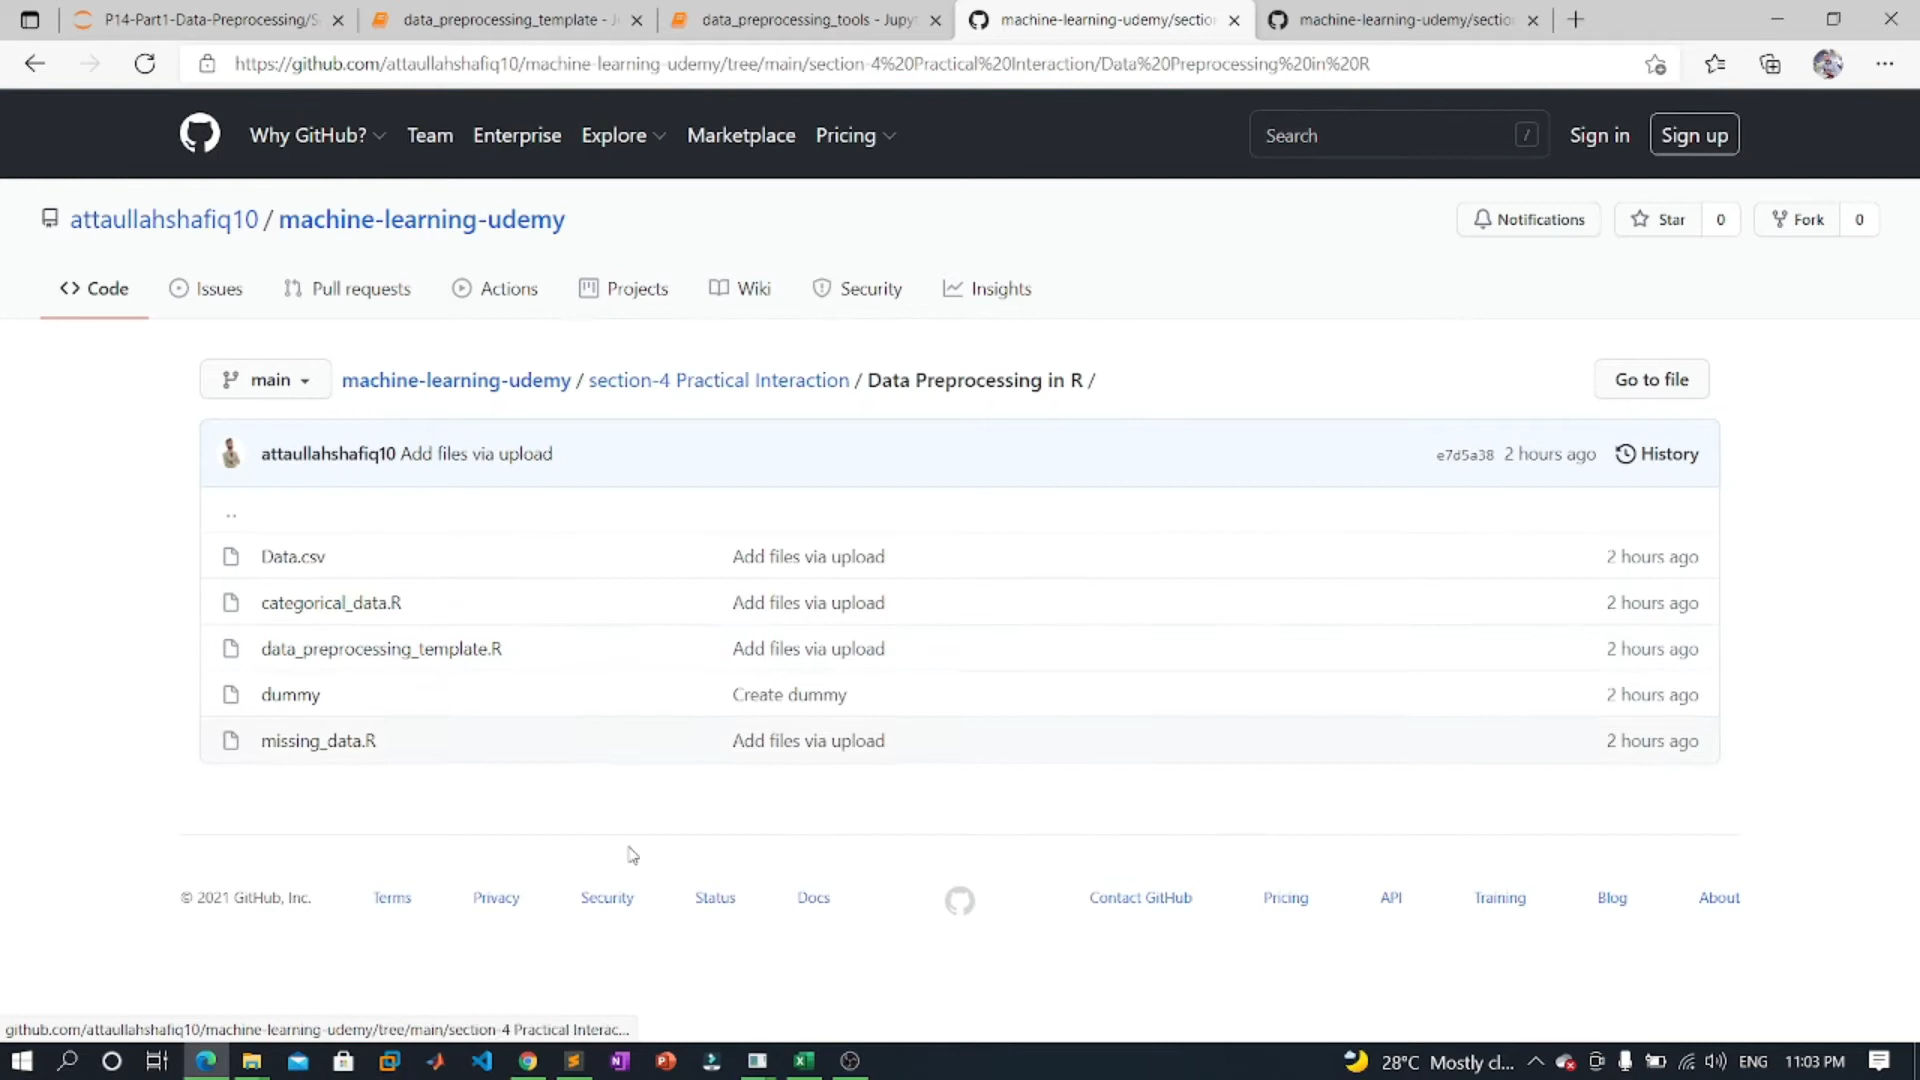 P14-Part1-Data-Preprocessing/S
data_preprocessing_template - J
data_preprocessing_tools - Jupy
machine-learning-udemy/sectio
machine-learning-udemy/sectio
https://github.com/attaullahshafiq10/machine-learning-udemy/tree/main/section-4%20Practical%20Interaction/Data%20Preprocessing%20in%20R
Why GitHub? Team Enterprise Explore Marketplace Pricing Search / Sign in Sign up
attaullahshafiq10 / machine-learning-udemy Notifications Star 0 Fork 0
Code Issues Pull requests Actions Projects Wiki Security Insights
main machine-learning-udemy / section-4 Practical Interaction / Data Preprocessing in R / Go to file
attaullahshafiq10 Add files via upload e7d5a38 2 hours ago History
..
Data.csv Add files via upload 2 hours ago
categorical_data.R Add files via upload 2 hours ago
data_preprocessing_template.R Add files via upload 2 hours ago
dummy Create dummy 2 hours ago
missing_data.R Add files via upload 2 hours ago
© 2021 GitHub, Inc. Terms Privacy Security Status Docs Contact GitHub Pricing API Training Blog About
github.com/attaullahshafiq10/machine-learning-udemy/tree/main/section-4 Practical Interac...
28°C Mostly cl... ENG 11:03 PM